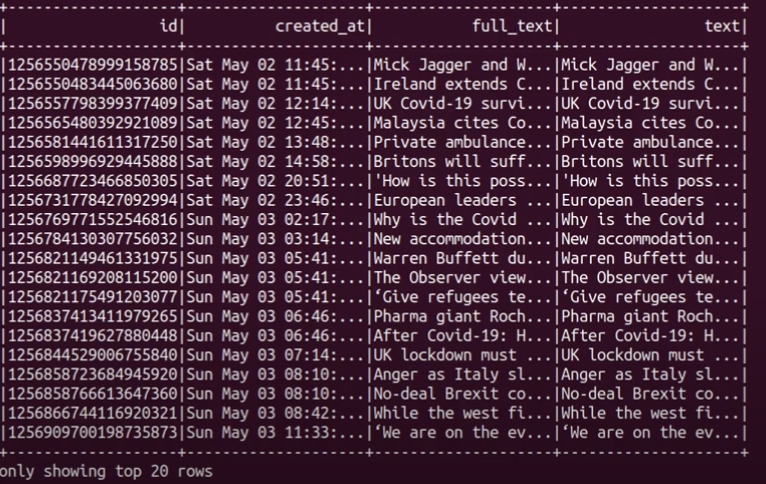 +-------------------+--------------------+--------------------+--------------------+
|                 id|          created_at|           full_text|                text|
+-------------------+--------------------+--------------------+--------------------+
|1256550478999158785|Sat May 02 11:45:...|Mick Jagger and W...|Mick Jagger and W...|
|1256550483445063680|Sat May 02 11:45:...|Ireland extends C...|Ireland extends C...|
|1256557798399377409|Sat May 02 12:14:...|UK Covid-19 survi...|UK Covid-19 survi...|
|1256565480392921089|Sat May 02 12:45:...|Malaysia cites Co...|Malaysia cites Co...|
|1256581441611317250|Sat May 02 13:48:...|Private ambulance...|Private ambulance...|
|1256598996929445888|Sat May 02 14:58:...|Britons will suff...|Britons will suff...|
|1256687723466850305|Sat May 02 20:51:...|'How is this poss...|'How is this poss...|
|1256731778427092994|Sat May 02 23:46:...|European leaders ...|European leaders ...|
|1256769771552546816|Sun May 03 02:17:...|Why is the Covid ...|Why is the Covid ...|
|1256784130307756032|Sun May 03 03:14:...|New accommodation...|New accommodation...|
|1256821149461331975|Sun May 03 05:41:...|Warren Buffett du...|Warren Buffett du...|
|1256821169208115200|Sun May 03 05:41:...|The Observer view...|The Observer view...|
|1256821175491203077|Sun May 03 05:41:...|‘Give refugees te...|‘Give refugees te...|
|1256837413411979265|Sun May 03 06:46:...|Pharma giant Roch...|Pharma giant Roch...|
|1256837419627880448|Sun May 03 06:46:...|After Covid-19: H...|After Covid-19: H...|
|1256844529006755840|Sun May 03 07:14:...|UK lockdown must ...|UK lockdown must ...|
|1256858723684945920|Sun May 03 08:10:...|Anger as Italy sl...|Anger as Italy sl...|
|1256858766613647360|Sun May 03 08:10:...|No-deal Brexit co...|No-deal Brexit co...|
|1256866744116920321|Sun May 03 08:42:...|While the west fi...|While the west fi...|
|1256909700198735873|Sun May 03 11:33:...|‘We are on the ev...|‘We are on the ev...|
+-------------------+--------------------+--------------------+--------------------+
only showing top 20 rows